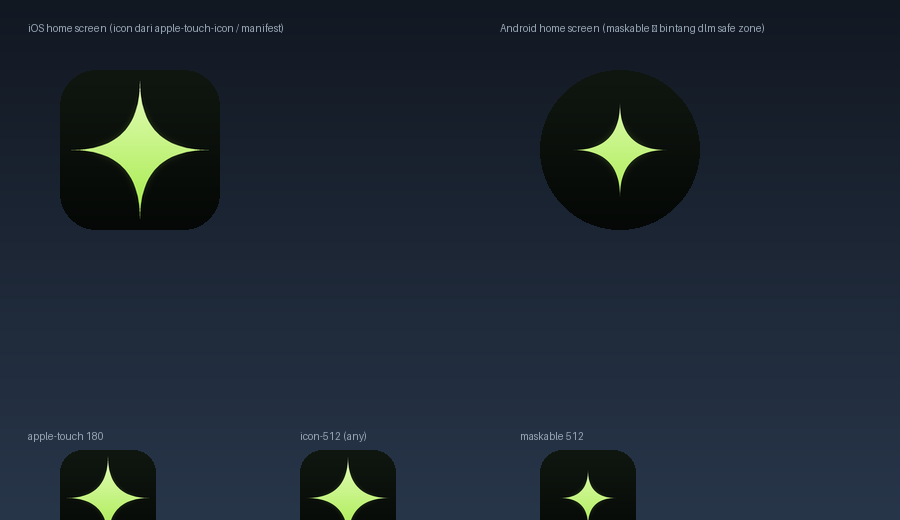 iOS home screen (icon dari apple-touch-icon / manifest)
Android home screen (maskable ▯ bintang dlm safe zone)
apple-touch 180
icon-512 (any)
maskable 512